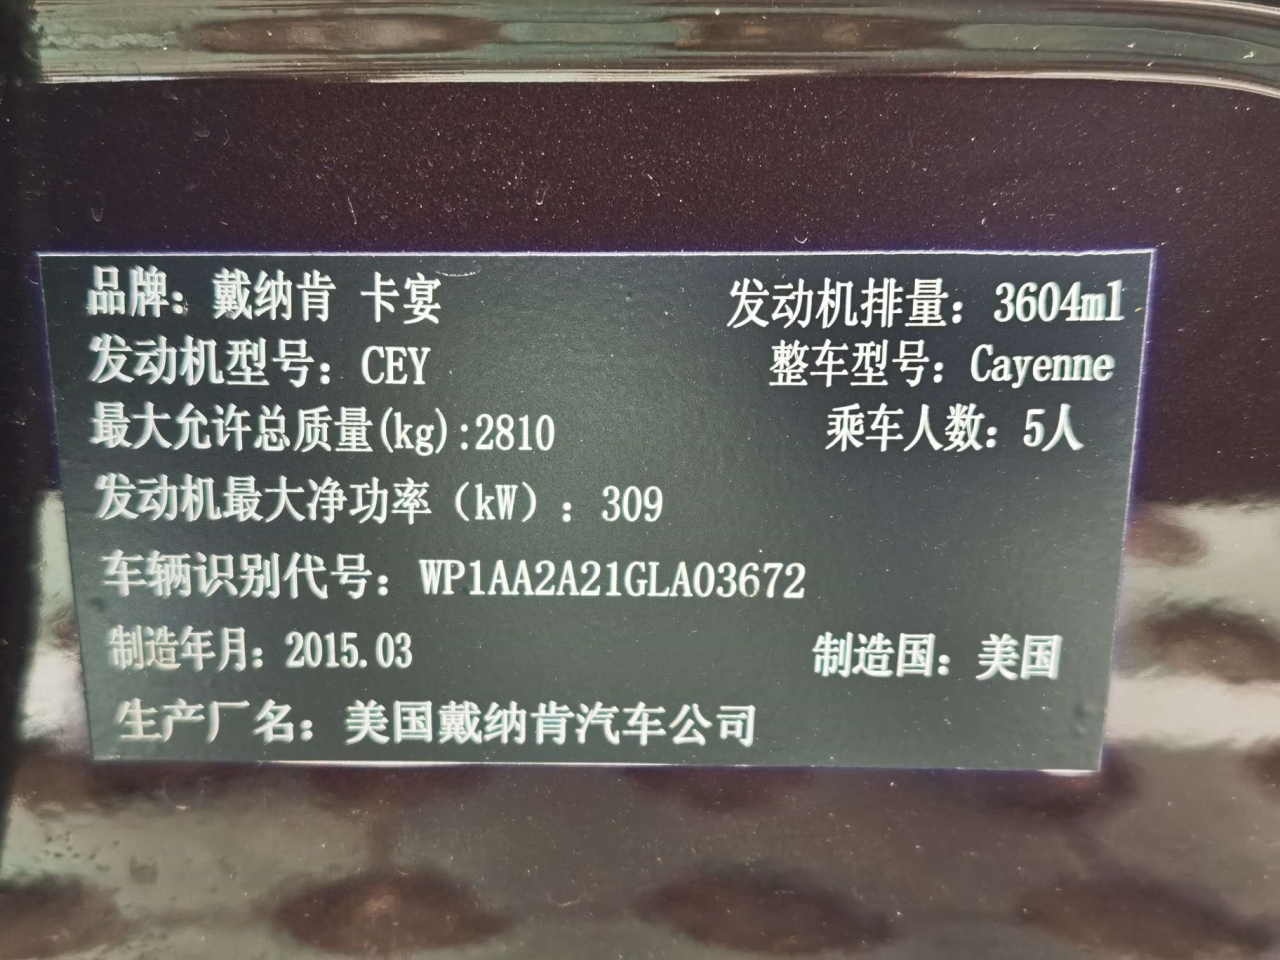 品牌：戴纳肯 卡宴 发动机排量：3604ml
发动机型号：CEY 整车型号：Cayenne
最大允许总质量(kg):2810 乘车人数：5人
发动机最大净功率（kW）：309
车辆识别代号：WP1AA2A21GLA03672
制造年月：2015.03 制造国：美国
生产厂名：美国戴纳肯汽车公司